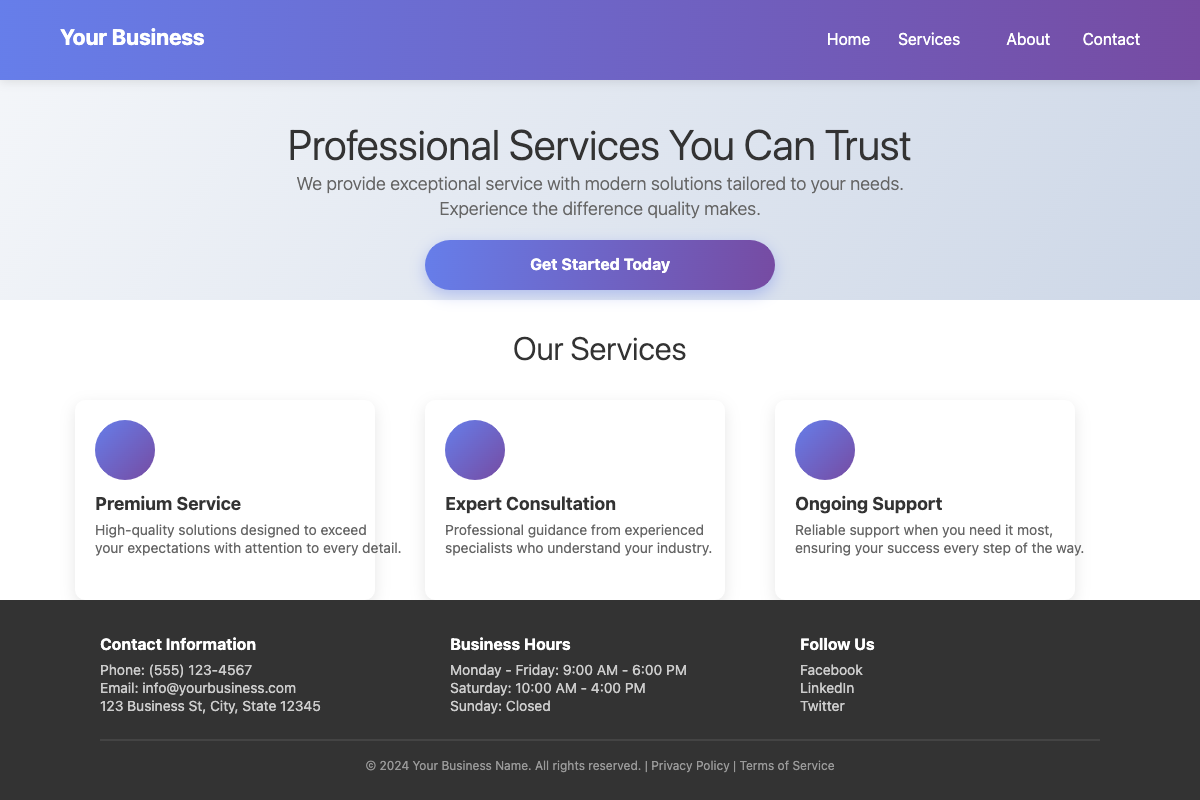 Your Business
Home Services About Contact
Professional Services You Can Trust
We provide exceptional service with modern solutions tailored to your needs.
Experience the difference quality makes.
Get Started Today
Our Services
Premium Service
High-quality solutions designed to exceed
your expectations with attention to every detail.
Expert Consultation
Professional guidance from experienced
specialists who understand your industry.
Ongoing Support
Reliable support when you need it most,
ensuring your success every step of the way.
Contact Information
Phone: (555) 123-4567
Email: info@yourbusiness.com
123 Business St, City, State 12345
Business Hours
Monday - Friday: 9:00 AM - 6:00 PM
Saturday: 10:00 AM - 4:00 PM
Sunday: Closed
Follow Us
Facebook
LinkedIn
Twitter
© 2024 Your Business Name. All rights reserved. | Privacy Policy | Terms of Service